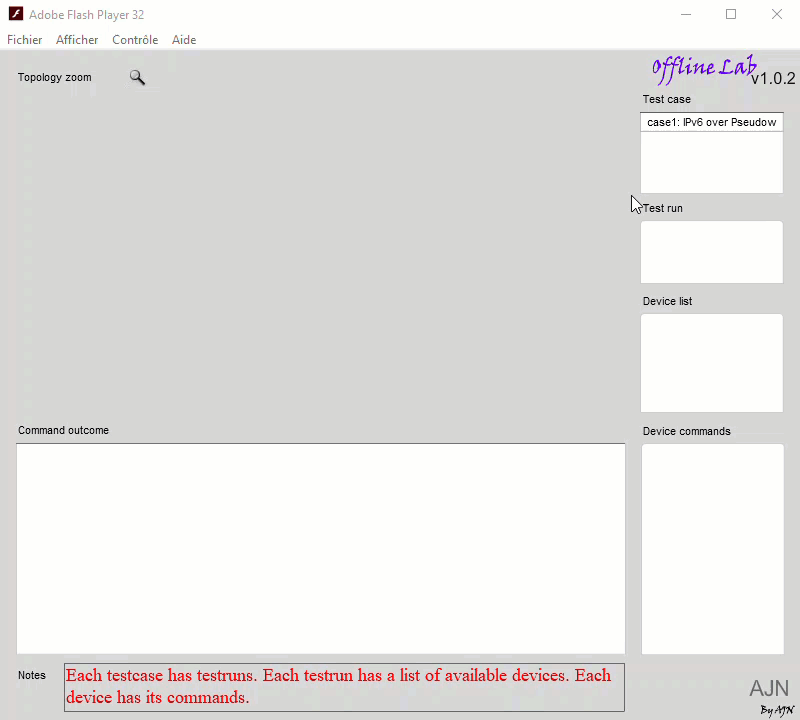 Adobe Flash Player 32
Fichier Afficher Contrôle Aide
Topology zoom
Offline Lab v1.0.2
Test case
case1: IPv6 over Pseudow
Test run
Device list
Command outcome
Device commands
Notes
Each testcase has testruns. Each testrun has a list of available devices. Each
device has its commands.
AJN
By AJN